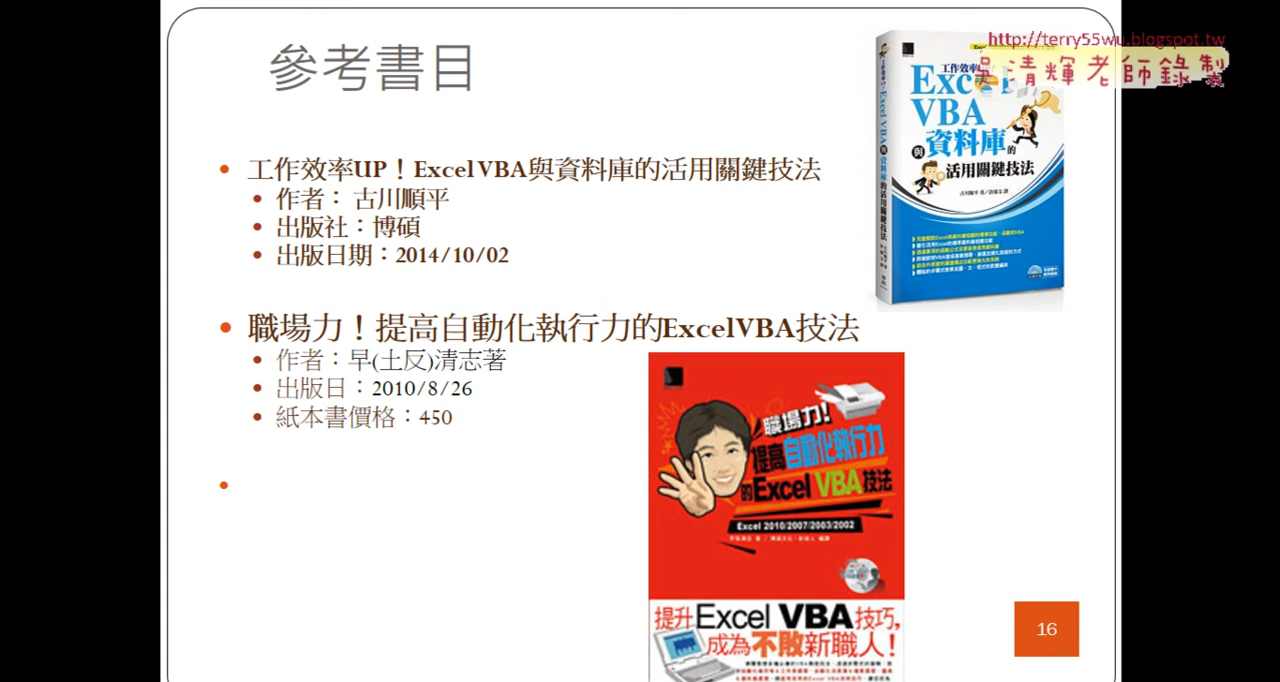 參考書目
http://terry55wu.blogspot.tw
吳清輝老師錄製
工作效率UP！Excel VBA與資料庫的活用關鍵技法
作者： 古川順平
出版社：博碩
出版日期：2014/10/02
工作效率
Excel
VBA
與資料庫的
活用關鍵技法
職場力！提高自動化執行力的ExcelVBA技法
作者：早(土反)清志著
出版日：2010/8/26
紙本書價格：450
職場力!
提高自動化執行力
的Excel VBA技法
Excel 2010/2007/2003/2002
提升Excel VBA技巧,
成為不敗新職人!
16